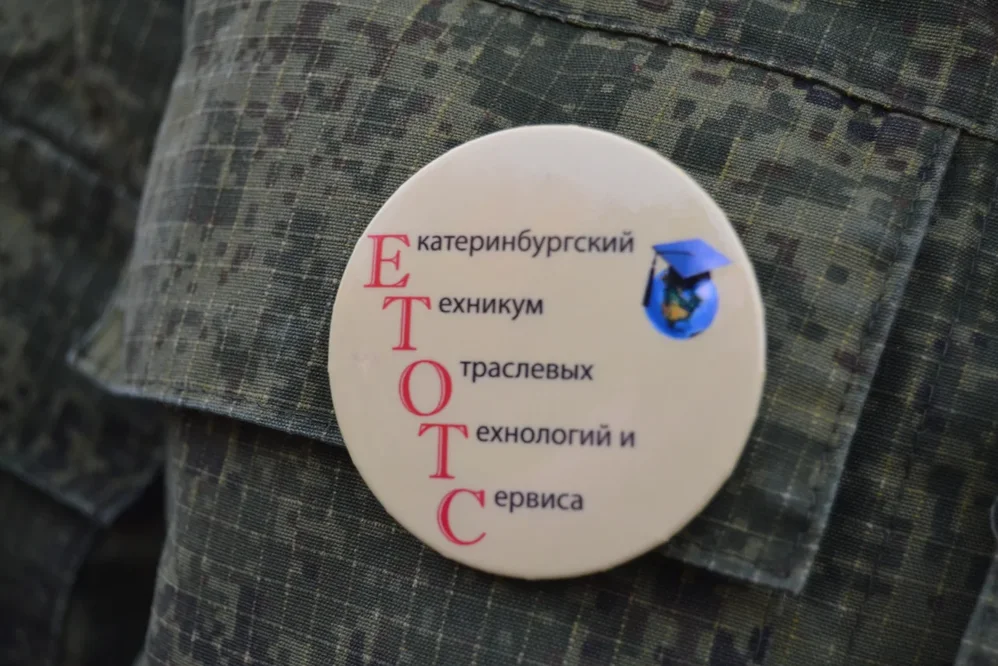 Екатеринбургский
Техникум
Отраслевых
Технологий и
Сервиса